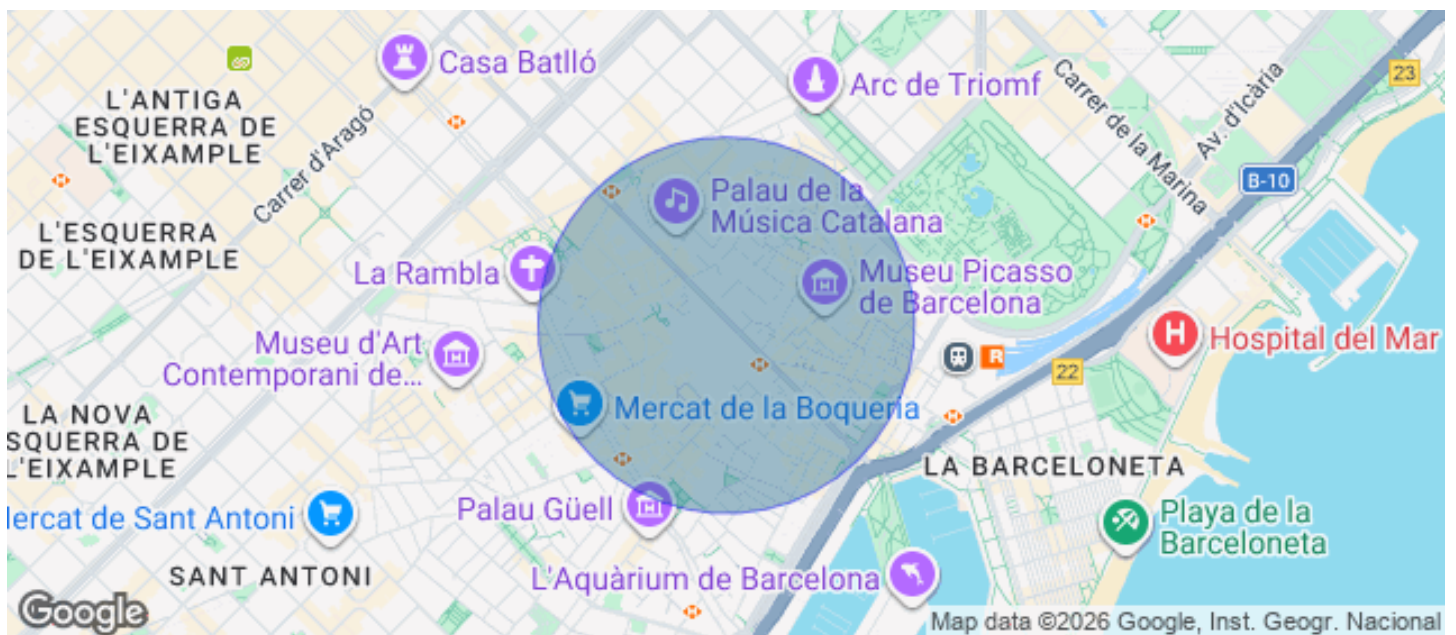 Casa Batlló
Arc de Triomf
23
L'ANTIGA
ESQUERRA DE
L'EIXAMPLE
Carrer d'Aragó
Carrer de la Marina
Av. d'Icària
B-10
Palau de la
Música Catalana
L'ESQUERRA
DE L'EIXAMPLE
La Rambla
Museu Picasso
de Barcelona
Museu d'Art
Contemporani de...
H
Hospital del Mar
R
22
Mercat de la Boqueria
LA NOVA
SQUERRA DE
L'EIXAMPLE
LA BARCELONETA
Palau Güell
Mercat de Sant Antoni
Playa de la
Barceloneta
SANT ANTONI
L'Aquàrium de Barcelona
Google
Map data ©2026 Google, Inst. Geogr. Nacional